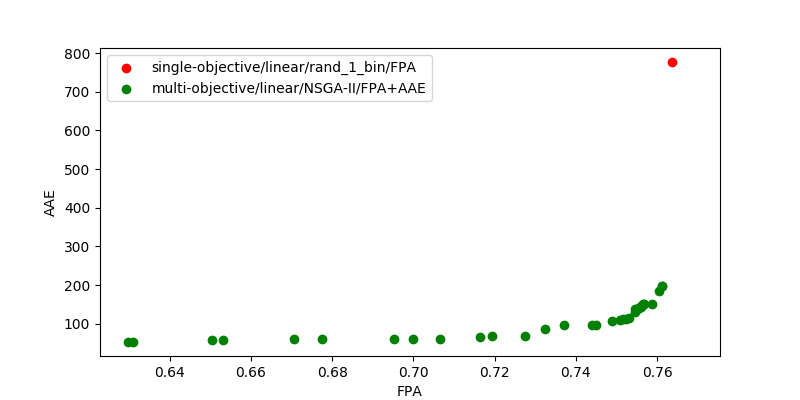 single-objective/linear/rand_1_bin/FPA
multi-objective/linear/NSGA-II/FPA+AAE
800
700
600
500
400
300
200
100
AAE
0.64 0.66 0.68 0.70 0.72 0.74 0.76
FPA